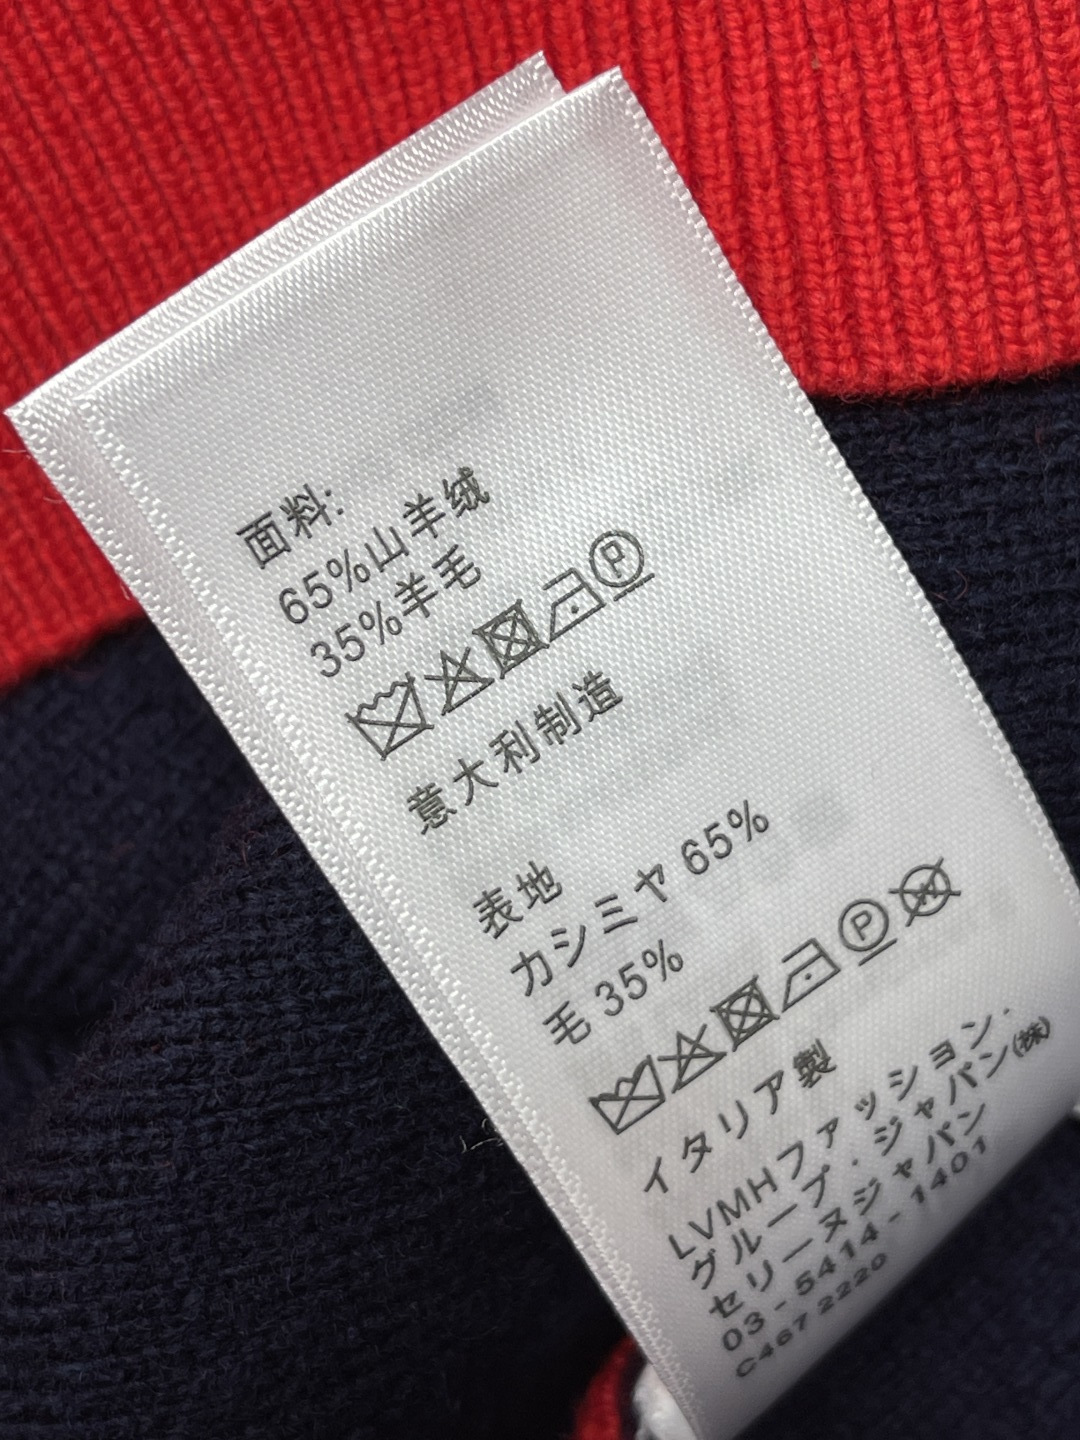 面料:
65%山羊绒
35%羊毛
P
意大利制造
表地
カシミヤ 65%
毛 35%
P W
イタリア製
LVMHファッション・
グループ・ジャパン(株)
セリーヌジャパン
03-5414-1401
C467 2220